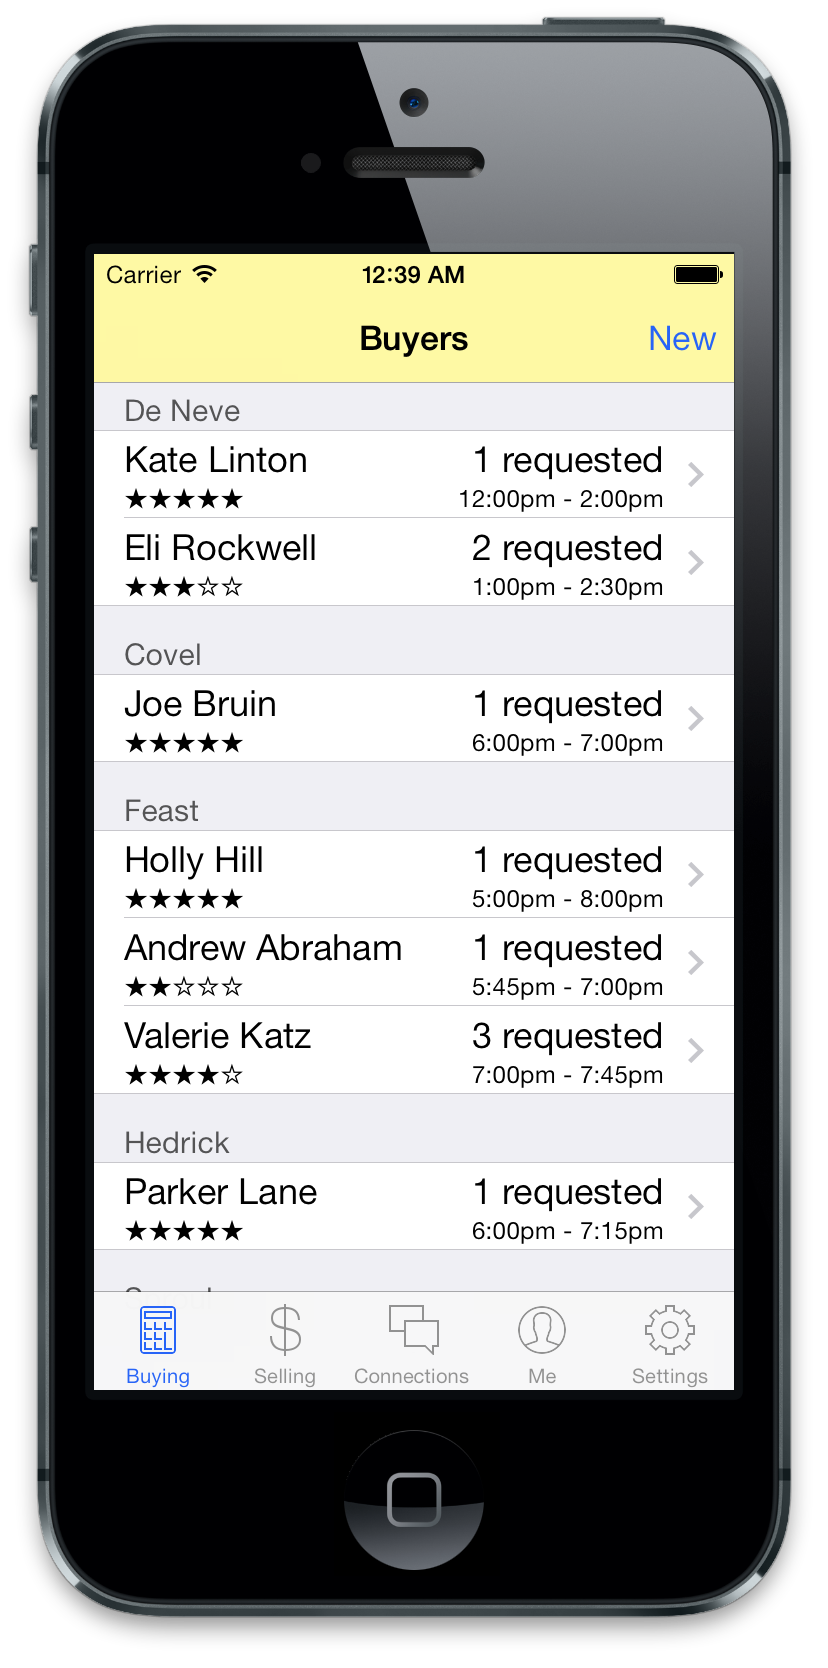 Carrier 12:39 AM
Buyers New
De Neve
Kate Linton 1 requested
★★★★★ 12:00pm - 2:00pm
Eli Rockwell 2 requested
★★★☆☆ 1:00pm - 2:30pm
Covel
Joe Bruin 1 requested
★★★★★ 6:00pm - 7:00pm
Feast
Holly Hill 1 requested
★★★★★ 5:00pm - 8:00pm
Andrew Abraham 1 requested
★★☆☆☆ 5:45pm - 7:00pm
Valerie Katz 3 requested
★★★★☆ 7:00pm - 7:45pm
Hedrick
Parker Lane 1 requested
★★★★★ 6:00pm - 7:15pm
$
Buying Selling Connections Me Settings